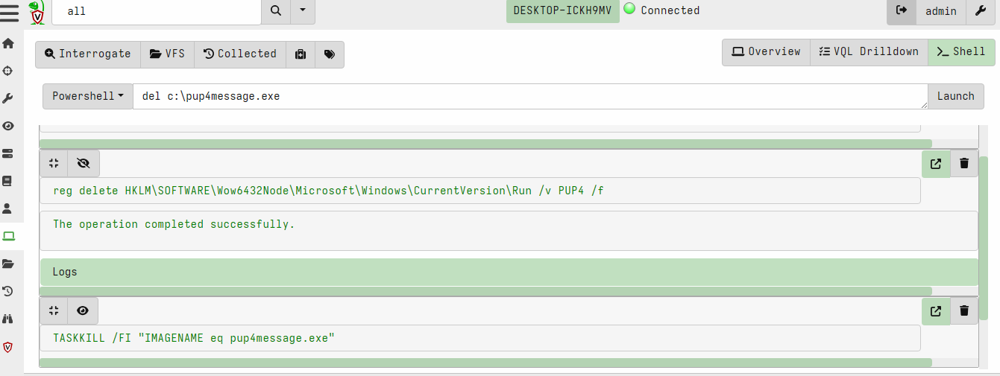 all
DESKTOP-ICKH9MV Connected
admin
Interrogate VFS Collected
Overview VQL Drilldown Shell
Powershell del c:\pup4message.exe Launch
reg delete HKLM\SOFTWARE\Wow6432Node\Microsoft\Windows\CurrentVersion\Run /v PUP4 /f
The operation completed successfully.
Logs
TASKKILL /FI "IMAGENAME eq pup4message.exe"